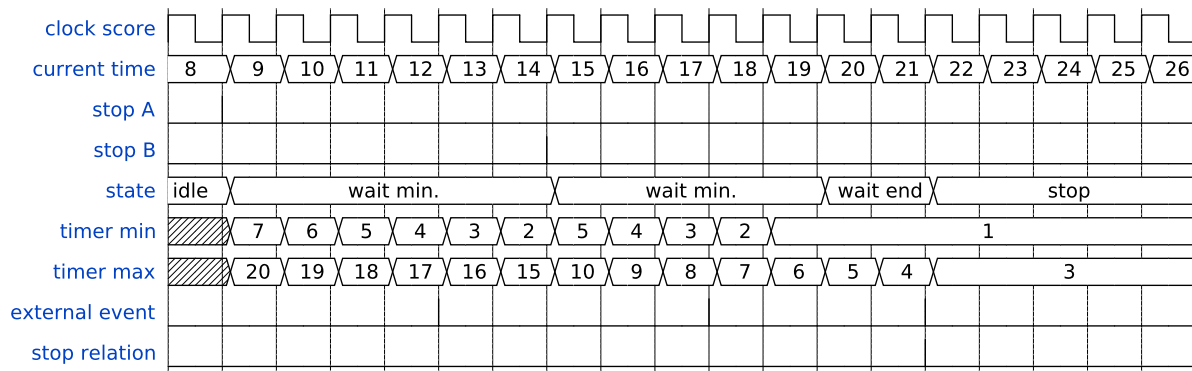 clock score
current time 8 9 10 11 12 13 14 15 16 17 18 19 20 21 22 23 24 25 26
stop A
stop B
state idle wait min. wait min. wait end stop
timer min 7 6 5 4 3 2 5 4 3 2 1
timer max 20 19 18 17 16 15 10 9 8 7 6 5 4 3
external event
stop relation